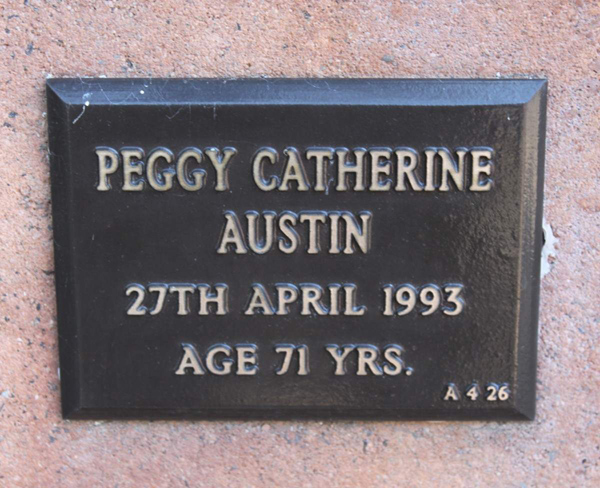 PEGGY CATHERINE
AUSTIN
27TH APRIL 1993
AGE 71 YRS.
A 4 26